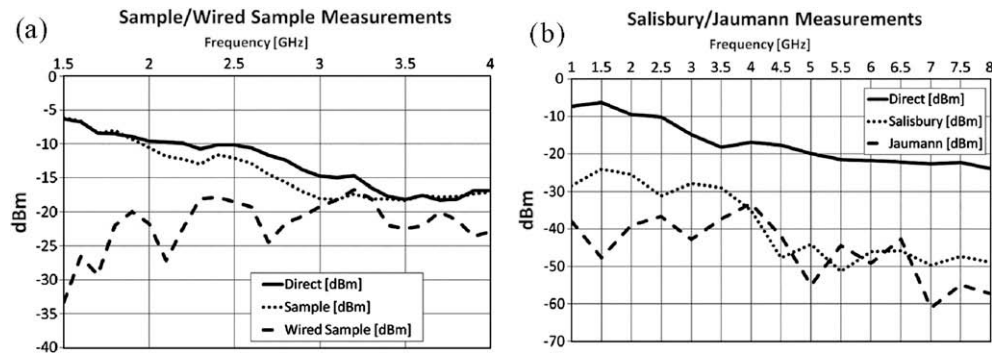 (a)
Sample/Wired Sample Measurements
Frequency [GHz]
1.5 2 2.5 3 3.5 4
0
-5
-10
-15
-20
-25
-30
-35
-40
dBm
Direct [dBm]
Sample [dBm]
Wired Sample [dBm]
(b)
Salisbury/Jaumann Measurements
Frequency [GHz]
1 1.5 2 2.5 3 3.5 4 4.5 5 5.5 6 6.5 7 7.5 8
0
-10
-20
-30
-40
-50
-60
-70
dBm
Direct [dBm]
Salisbury [dBm]
Jaumann [dBm]